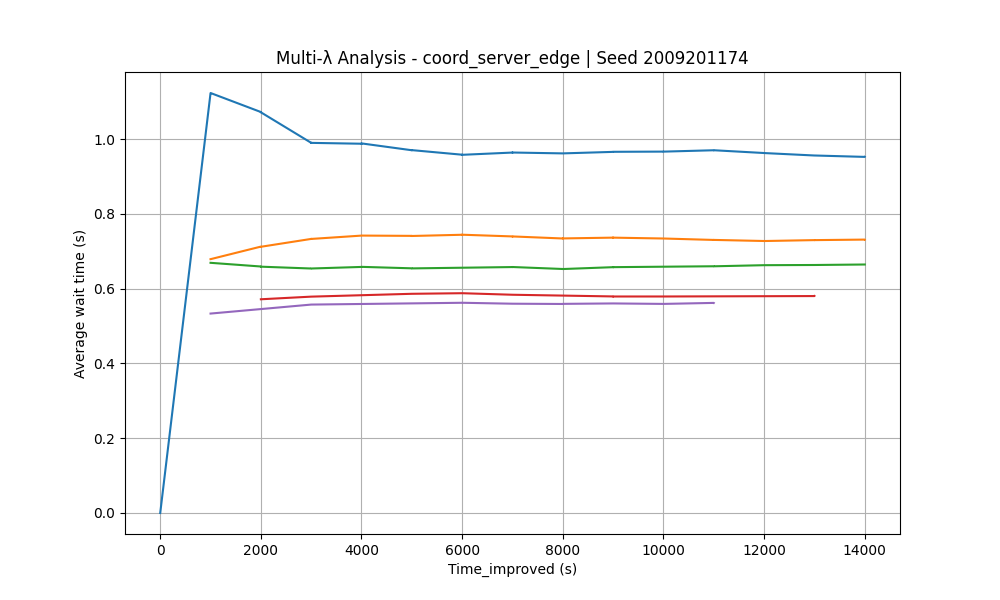 Multi-λ Analysis - coord_server_edge | Seed 2009201174
Average wait time (s)
1.0
0.8
0.6
0.4
0.2
0.0
0 2000 4000 6000 8000 10000 12000 14000
Time_improved (s)